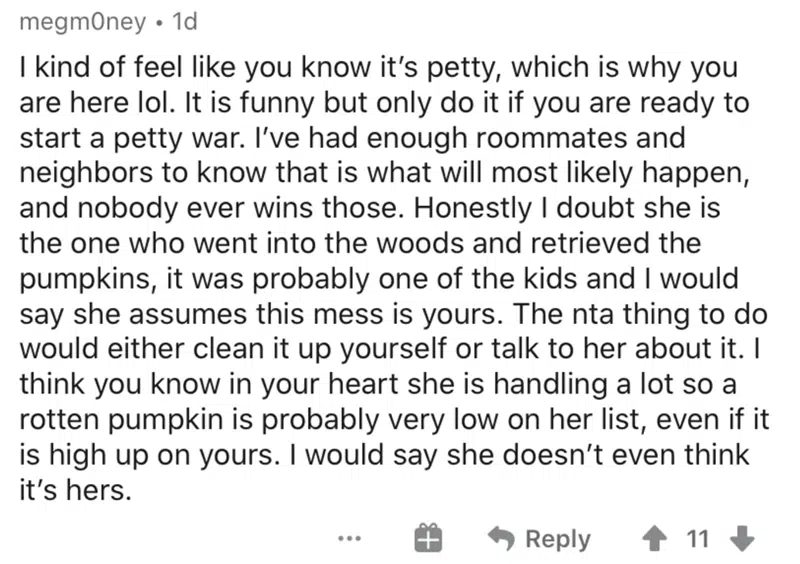 megm0ney • 1d
I kind of feel like you know it's petty, which is why you
are here lol. It is funny but only do it if you are ready to
start a petty war. I've had enough roommates and
neighbors to know that is what will most likely happen,
and nobody ever wins those. Honestly I doubt she is
the one who went into the woods and retrieved the
pumpkins, it was probably one of the kids and I would
say she assumes this mess is yours. The nta thing to do
would either clean it up yourself or talk to her about it. I
think you know in your heart she is handling a lot so a
rotten pumpkin is probably very low on her list, even if it
is high up on yours. I would say she doesn't even think
it's hers.
... Reply 11